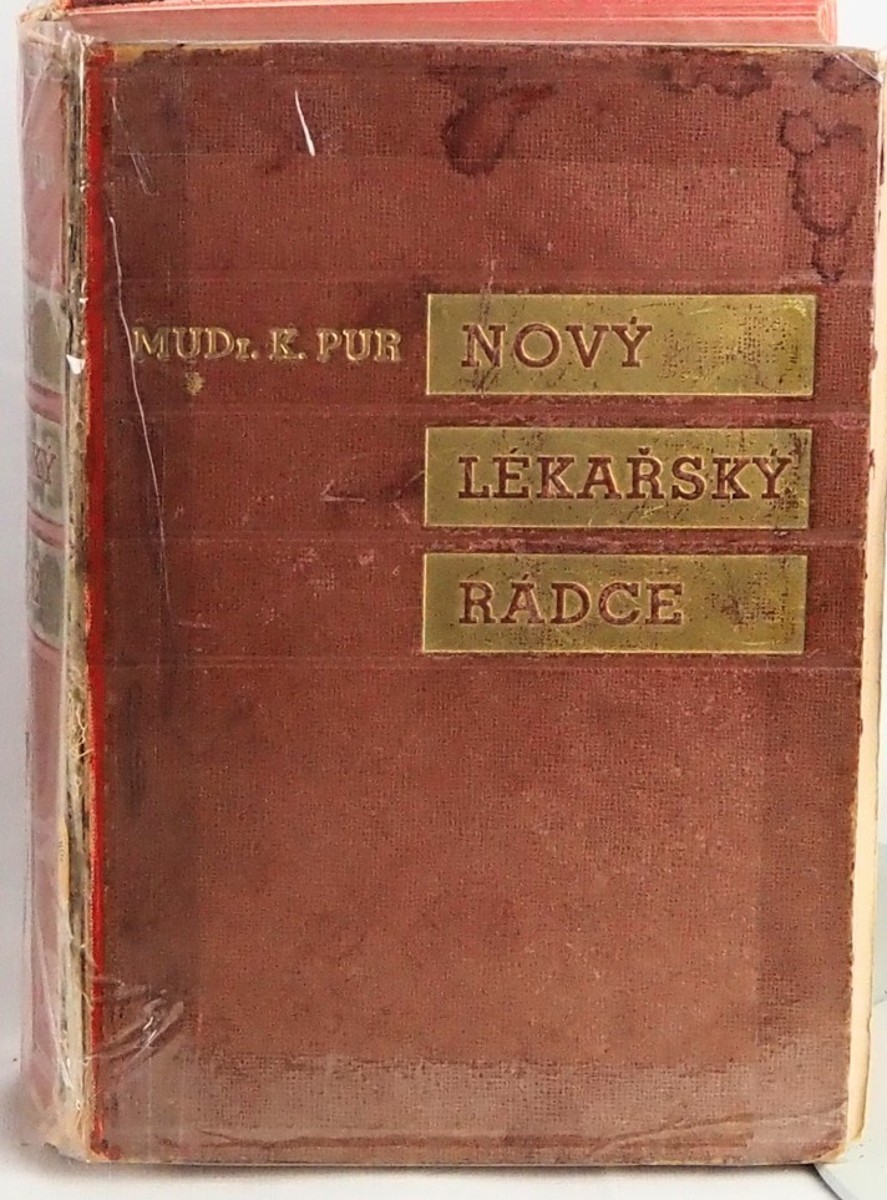 MUDr. K. PUR
NOVÝ
LÉKAŘSKÝ
RÁDCE